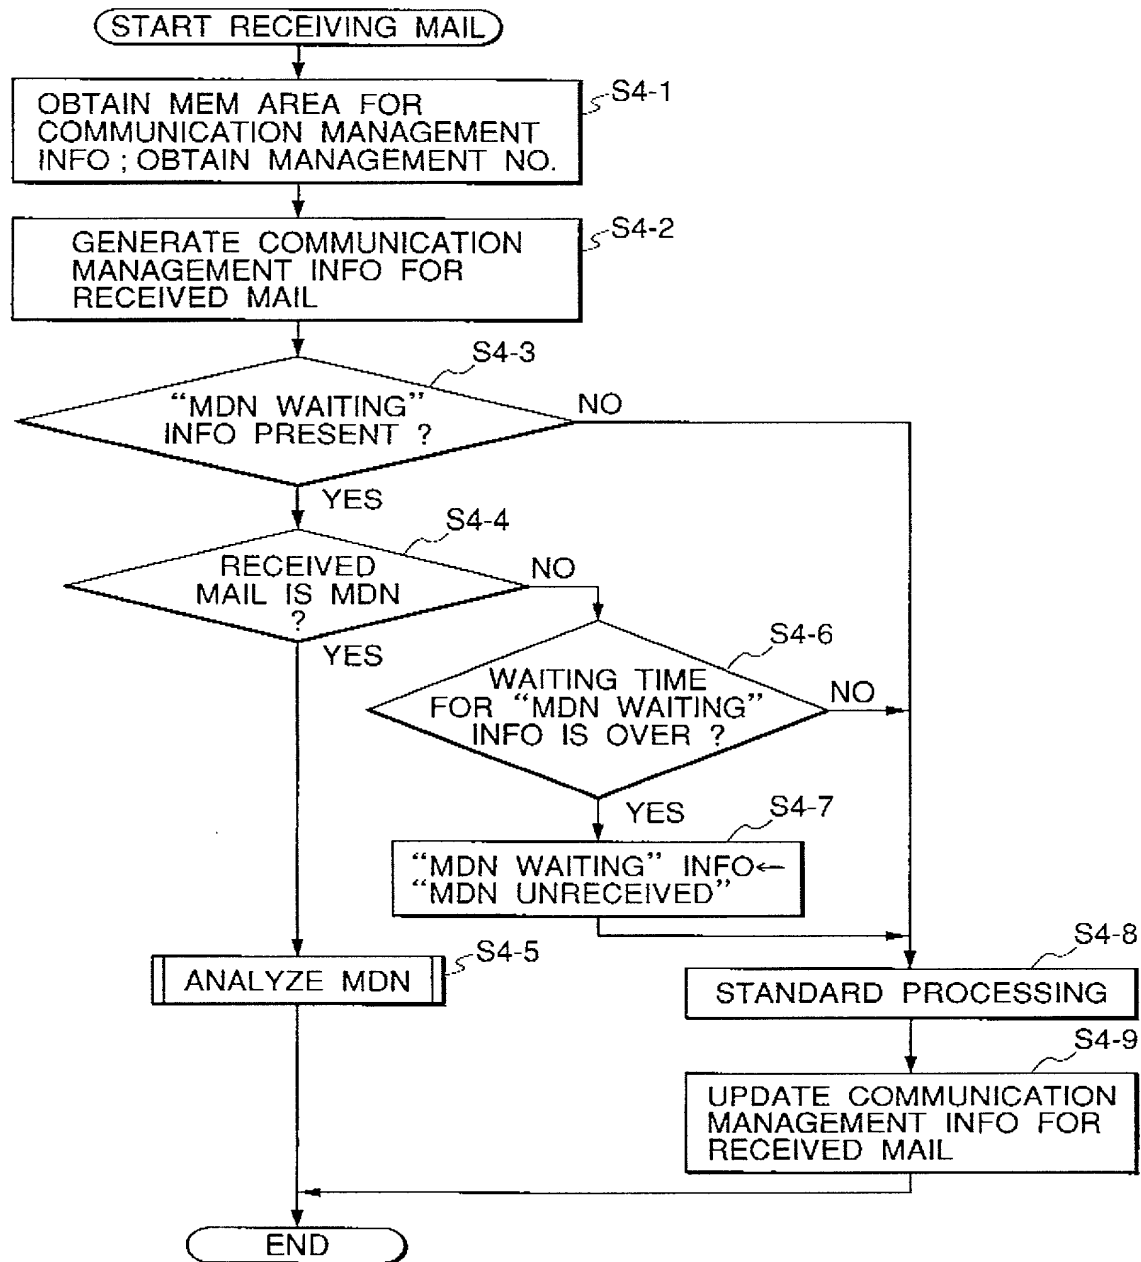 START RECEIVING MAIL
S4-1
OBTAIN MEM AREA FOR
COMMUNICATION MANAGEMENT
INFO ; OBTAIN MANAGEMENT NO.
S4-2
GENERATE COMMUNICATION
MANAGEMENT INFO FOR
RECEIVED MAIL
S4-3
“MDN WAITING”
INFO PRESENT ?
NO
YES
S4-4
RECEIVED
MAIL IS MDN
?
NO
YES
S4-6
WAITING TIME
FOR “MDN WAITING”
INFO IS OVER ?
NO
YES
S4-7
“MDN WAITING” INFO←
“MDN UNRECEIVED”
S4-5
ANALYZE MDN
S4-8
STANDARD PROCESSING
S4-9
UPDATE COMMUNICATION
MANAGEMENT INFO FOR
RECEIVED MAIL
END